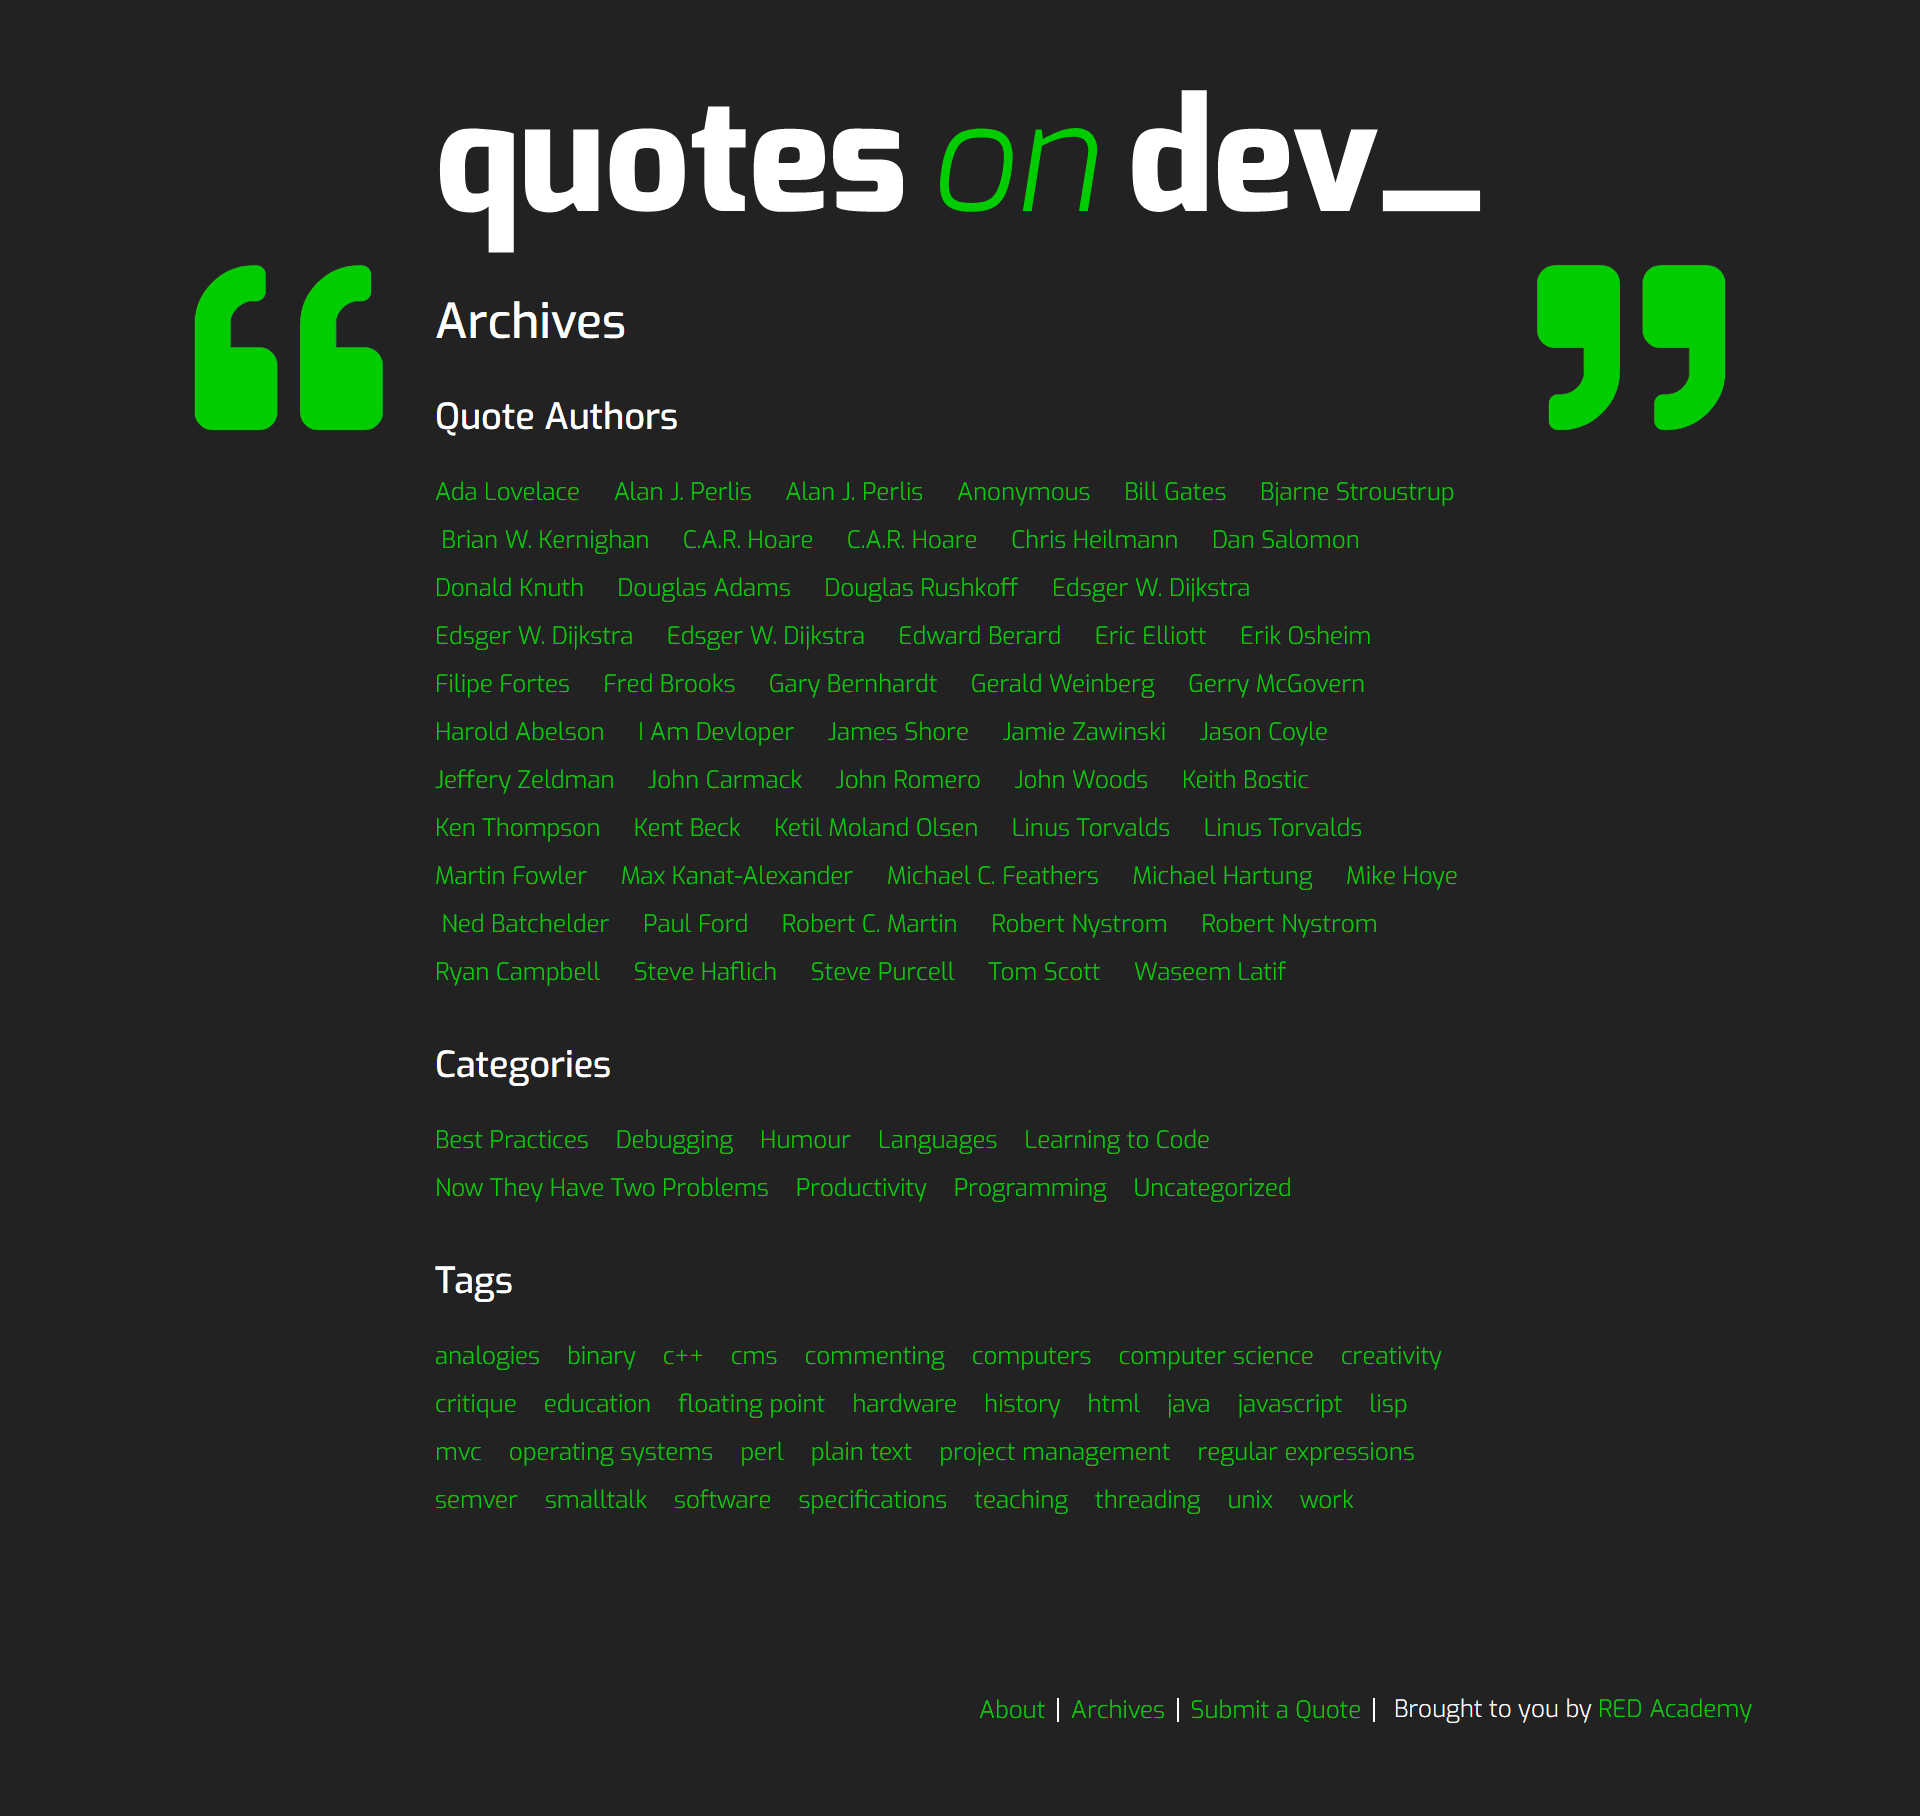 quotes on dev_
Archives
Quote Authors
Ada Lovelace Alan J. Perlis Alan J. Perlis Anonymous Bill Gates Bjarne Stroustrup
Brian W. Kernighan C.A.R. Hoare C.A.R. Hoare Chris Heilmann Dan Salomon
Donald Knuth Douglas Adams Douglas Rushkoff Edsger W. Dijkstra
Edsger W. Dijkstra Edsger W. Dijkstra Edward Berard Eric Elliott Erik Osheim
Filipe Fortes Fred Brooks Gary Bernhardt Gerald Weinberg Gerry McGovern
Harold Abelson I Am Devloper James Shore Jamie Zawinski Jason Coyle
Jeffery Zeldman John Carmack John Romero John Woods Keith Bostic
Ken Thompson Kent Beck Ketil Moland Olsen Linus Torvalds Linus Torvalds
Martin Fowler Max Kanat-Alexander Michael C. Feathers Michael Hartung Mike Hoye
Ned Batchelder Paul Ford Robert C. Martin Robert Nystrom Robert Nystrom
Ryan Campbell Steve Haflich Steve Purcell Tom Scott Waseem Latif
Categories
Best Practices Debugging Humour Languages Learning to Code
Now They Have Two Problems Productivity Programming Uncategorized
Tags
analogies binary c++ cms commenting computers computer science creativity
critique education floating point hardware history html java javascript lisp
mvc operating systems perl plain text project management regular expressions
semver smalltalk software specifications teaching threading unix work
About | Archives | Submit a Quote | Brought to you by RED Academy